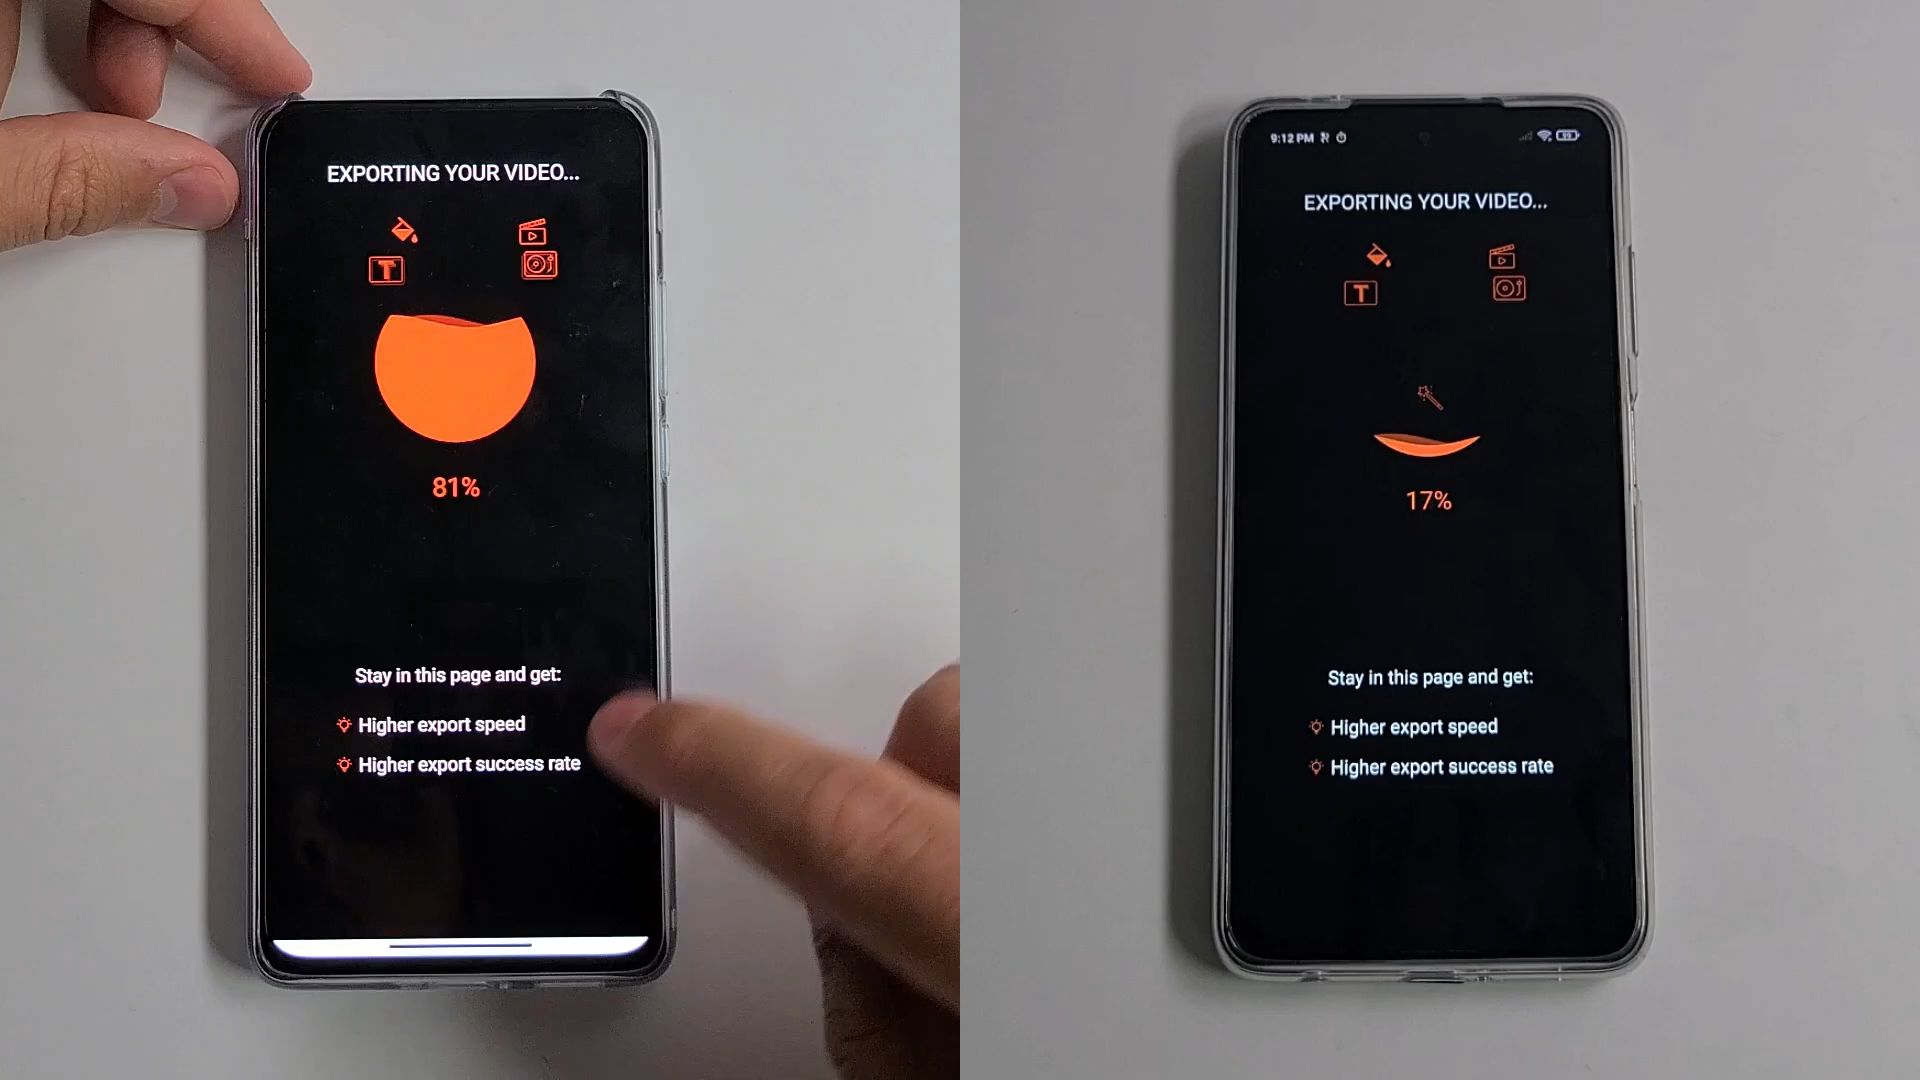 EXPORTING YOUR VIDEO...
T
81%
Stay in this page and get:
Higher export speed
Higher export success rate
9:12 PM
EXPORTING YOUR VIDEO...
T
17%
Stay in this page and get:
Higher export speed
Higher export success rate